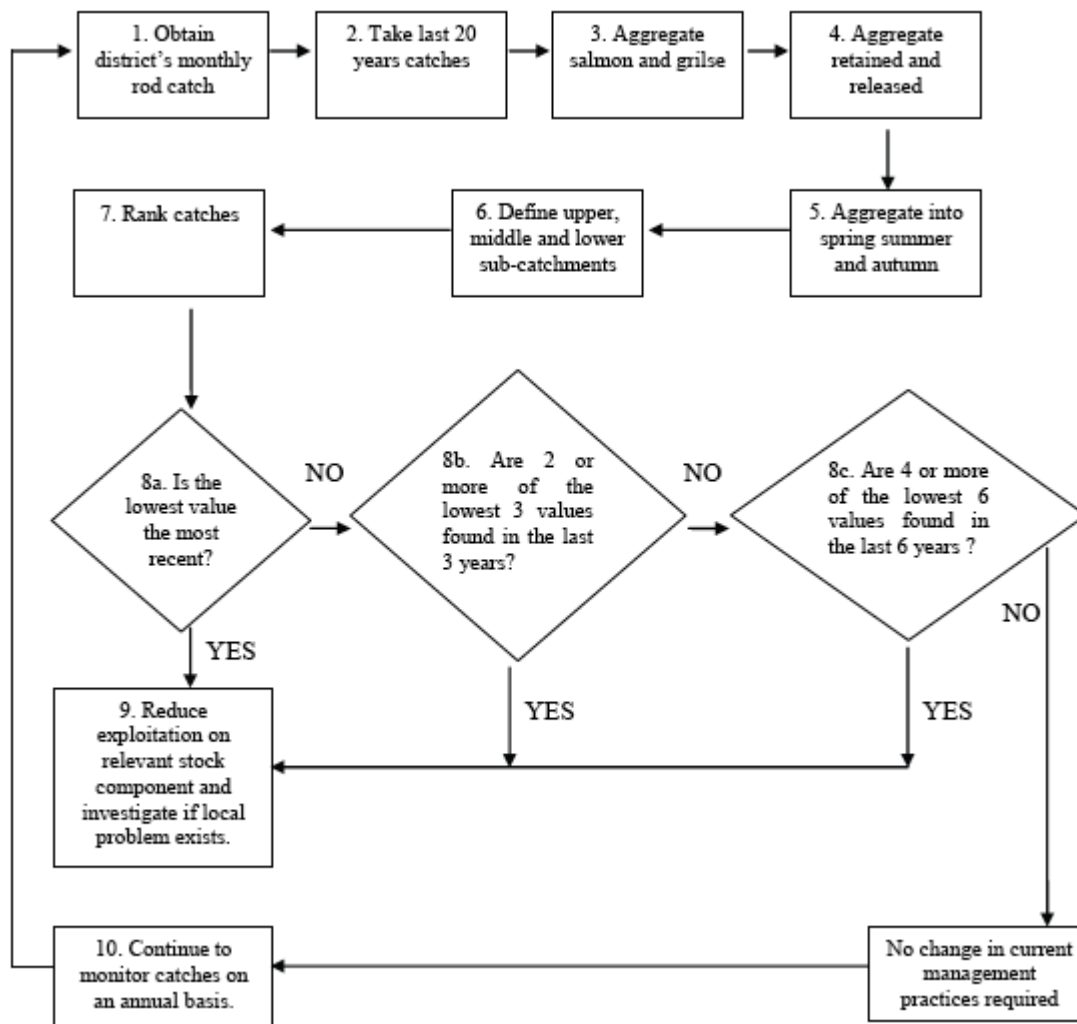 1. Obtain
district's monthly
rod catch
2. Take last 20
years catches
3. Aggregate
salmon and grilse
4. Aggregate
retained and
released
5. Aggregate into
spring summer
and autumn
6. Define upper,
middle and lower
sub-catchments
7. Rank catches
8a. Is the
lowest value
the most
recent?
NO
8b. Are 2 or
more of the
lowest 3 values
found in the last
3 years?
NO
8c. Are 4 or more
of the lowest 6
values found in
the last 6 years ?
NO
YES
YES
YES
9. Reduce
exploitation on
relevant stock
component and
investigate if local
problem exists.
10. Continue to
monitor catches on
an annual basis.
No change in current
management
practices required